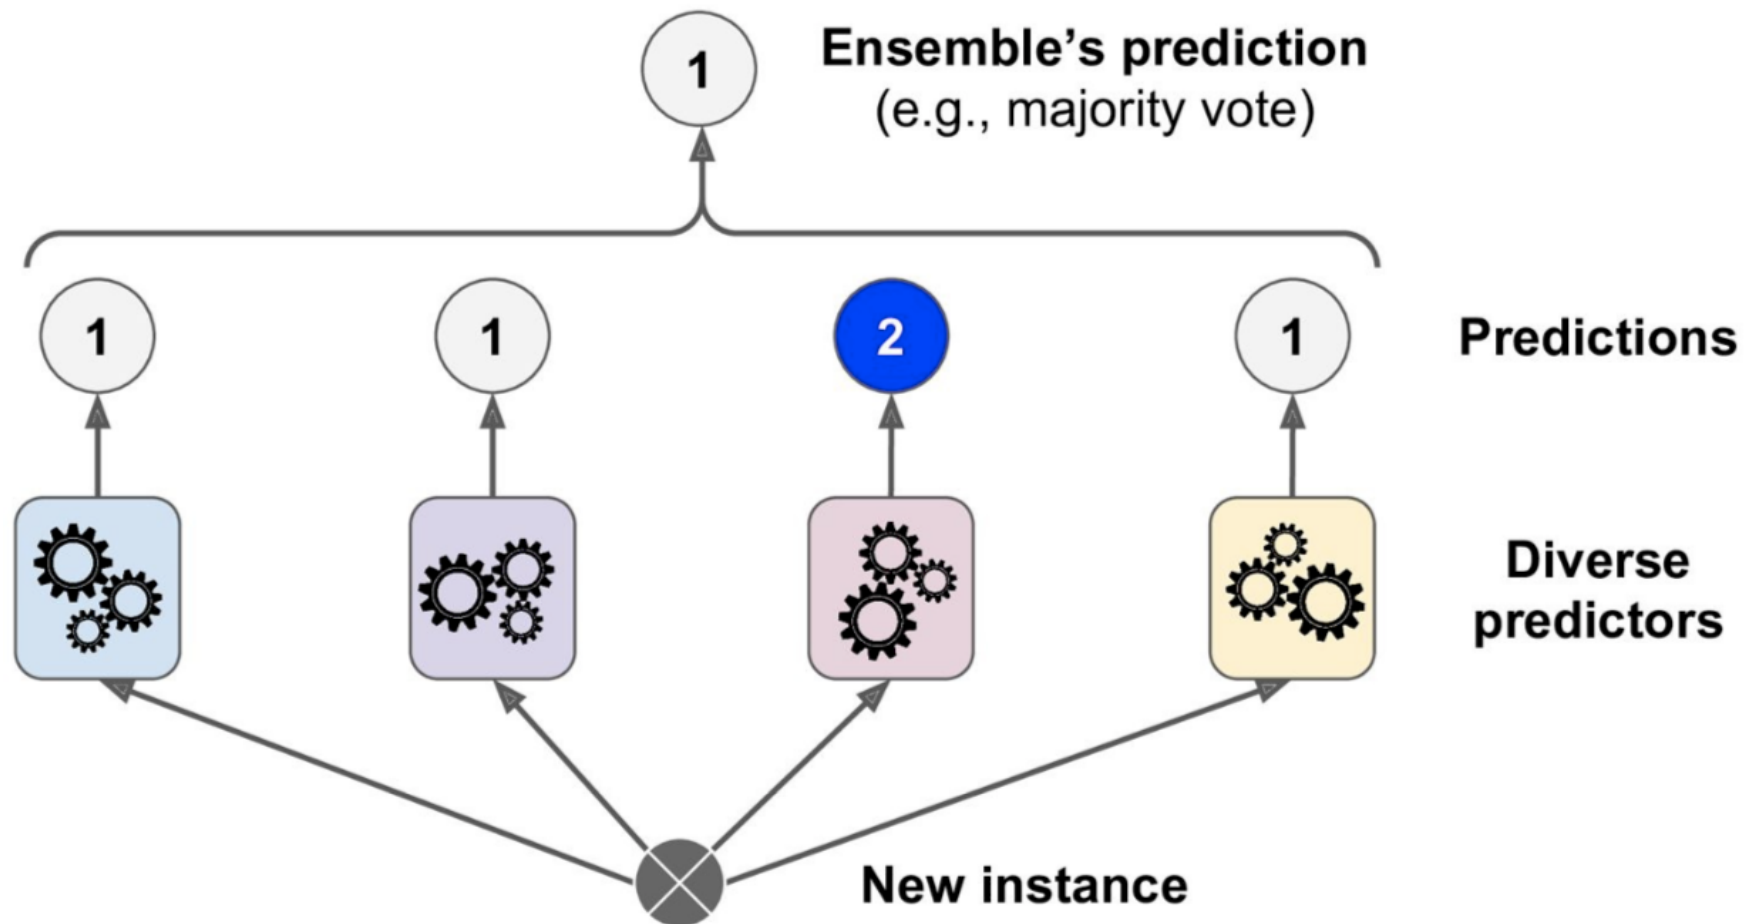 1
Ensemble’s prediction
(e.g., majority vote)
1 1 2 1 Predictions
Diverse
predictors
New instance